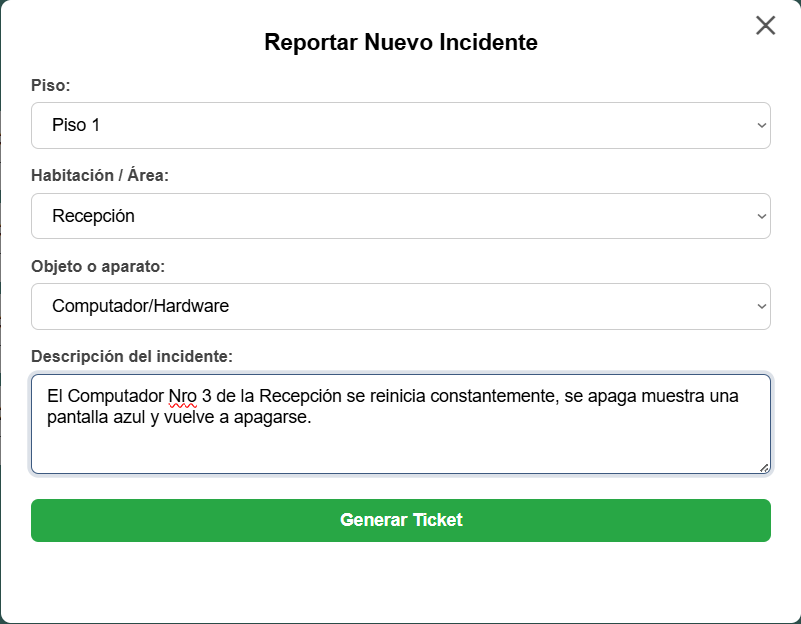 Reportar Nuevo Incidente
Piso:
Piso 1
Habitación / Área:
Recepción
Objeto o aparato:
Computador/Hardware
Descripción del incidente:
El Computador Nro 3 de la Recepción se reinicia constantemente, se apaga muestra una
pantalla azul y vuelve a apagarse.
Generar Ticket